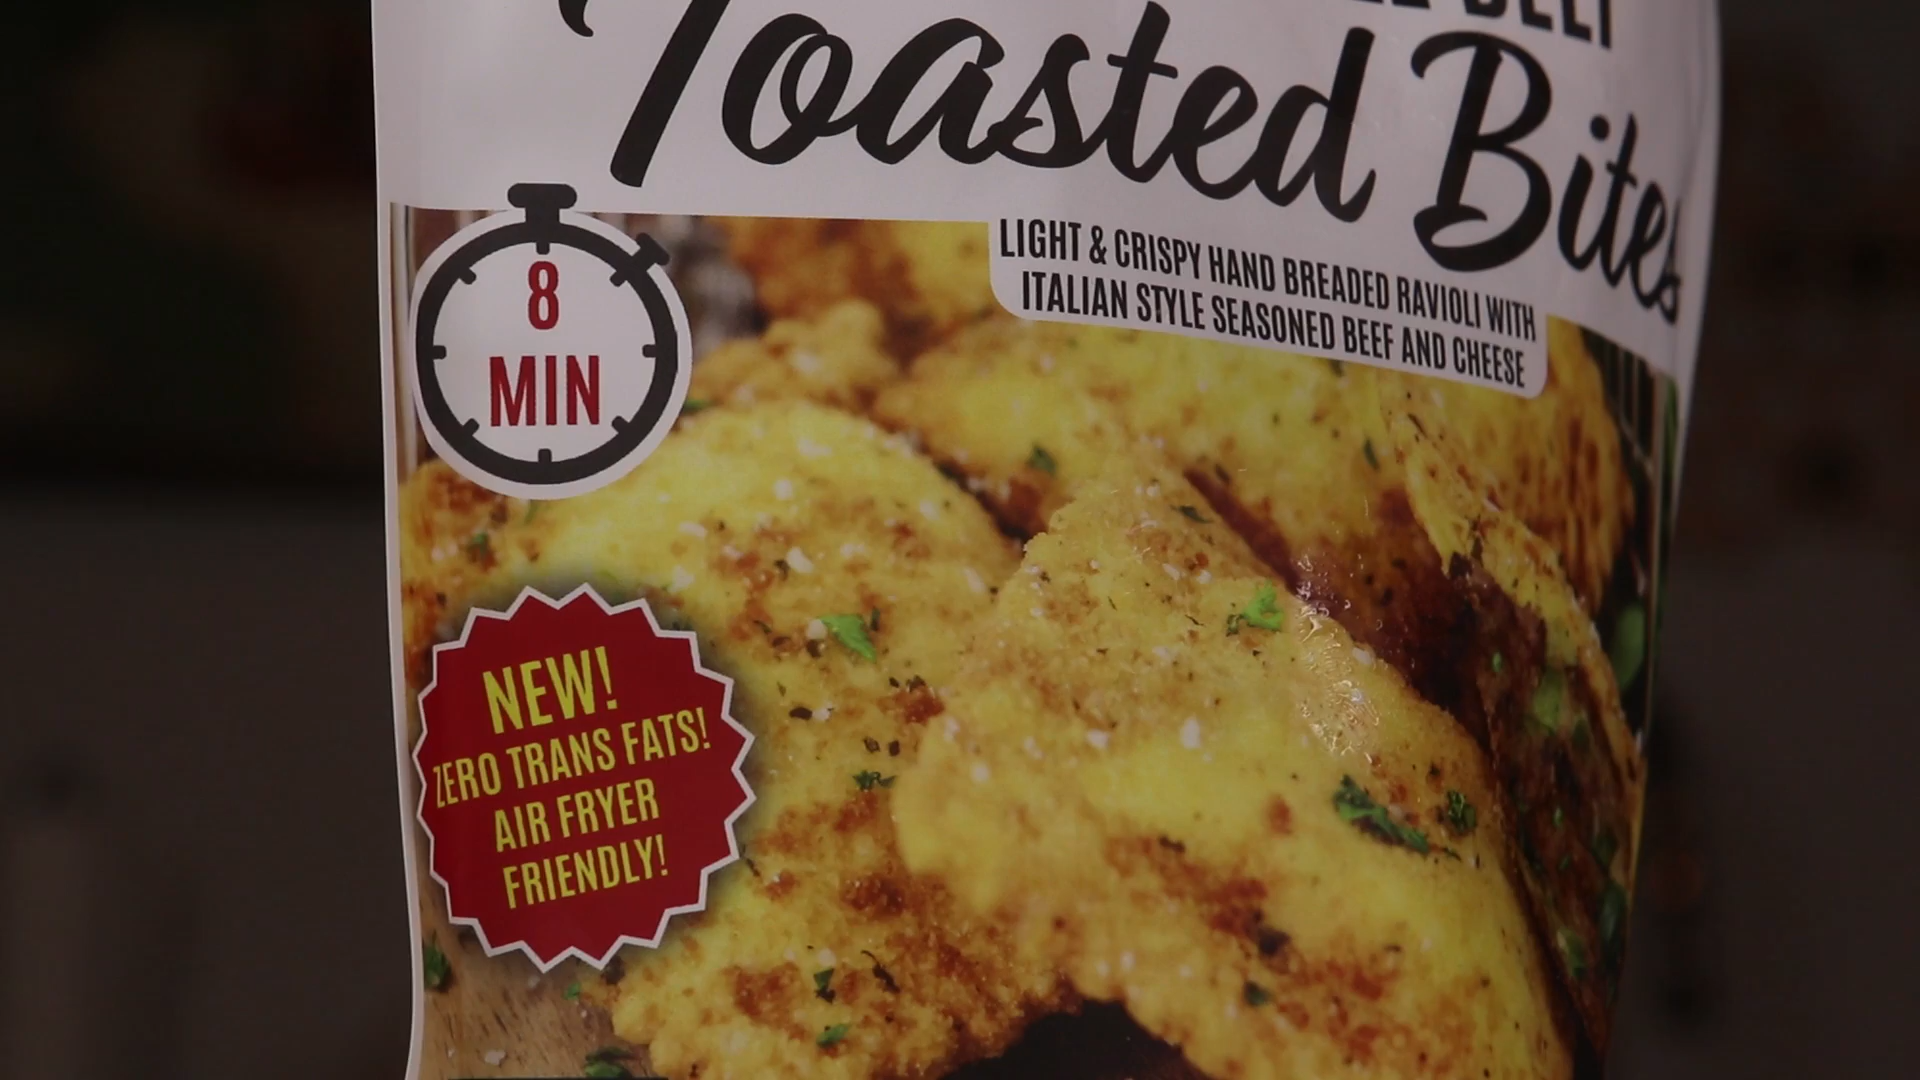 BEEF
Toasted Bites
8
MIN
LIGHT & CRISPY HAND BREADED RAVIOLI WITH
ITALIAN STYLE SEASONED BEEF AND CHEESE
NEW!
ZERO TRANS FATS!
AIR FRYER
FRIENDLY!